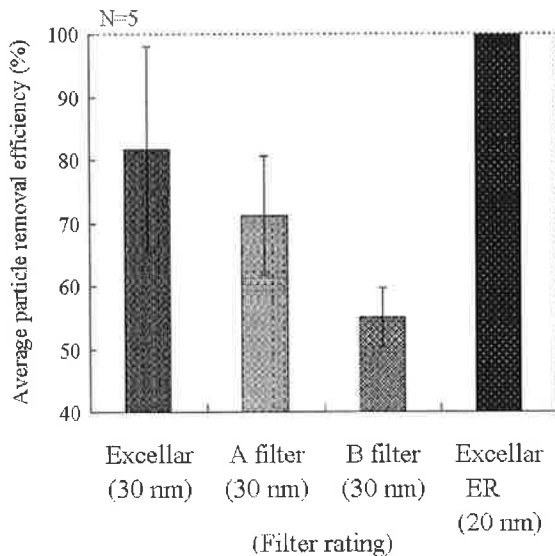 N=5
Average particle removal efficiency (%)
100
90
80
70
60
50
40
Excellar
(30 nm)
A filter
(30 nm)
B filter
(30 nm)
Excellar
ER
(20 nm)
(Filter rating)